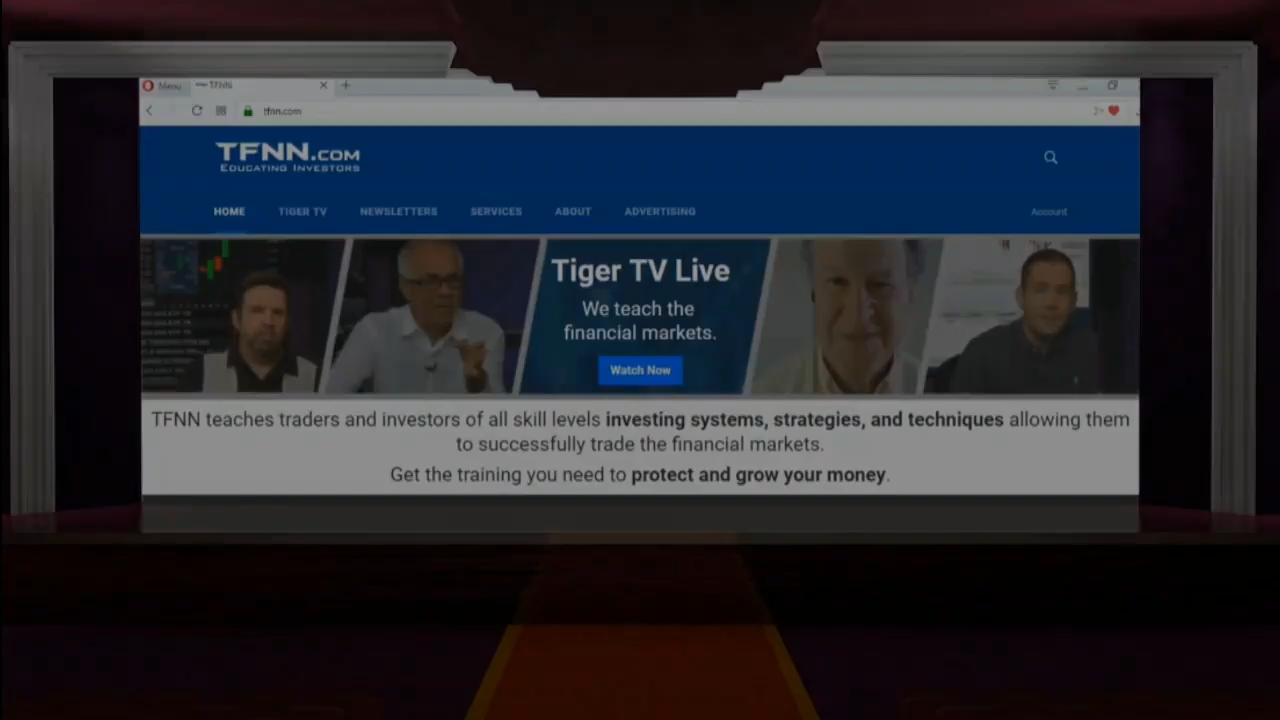 Menu TFNN
tfnn.com
TFNN.COM
EDUCATING INVESTORS
HOME TIGER TV NEWSLETTERS SERVICES ABOUT ADVERTISING Account
Tiger TV Live
We teach the
financial markets.
Watch Now
TFNN teaches traders and investors of all skill levels investing systems, strategies, and techniques allowing them
to successfully trade the financial markets.
Get the training you need to protect and grow your money.